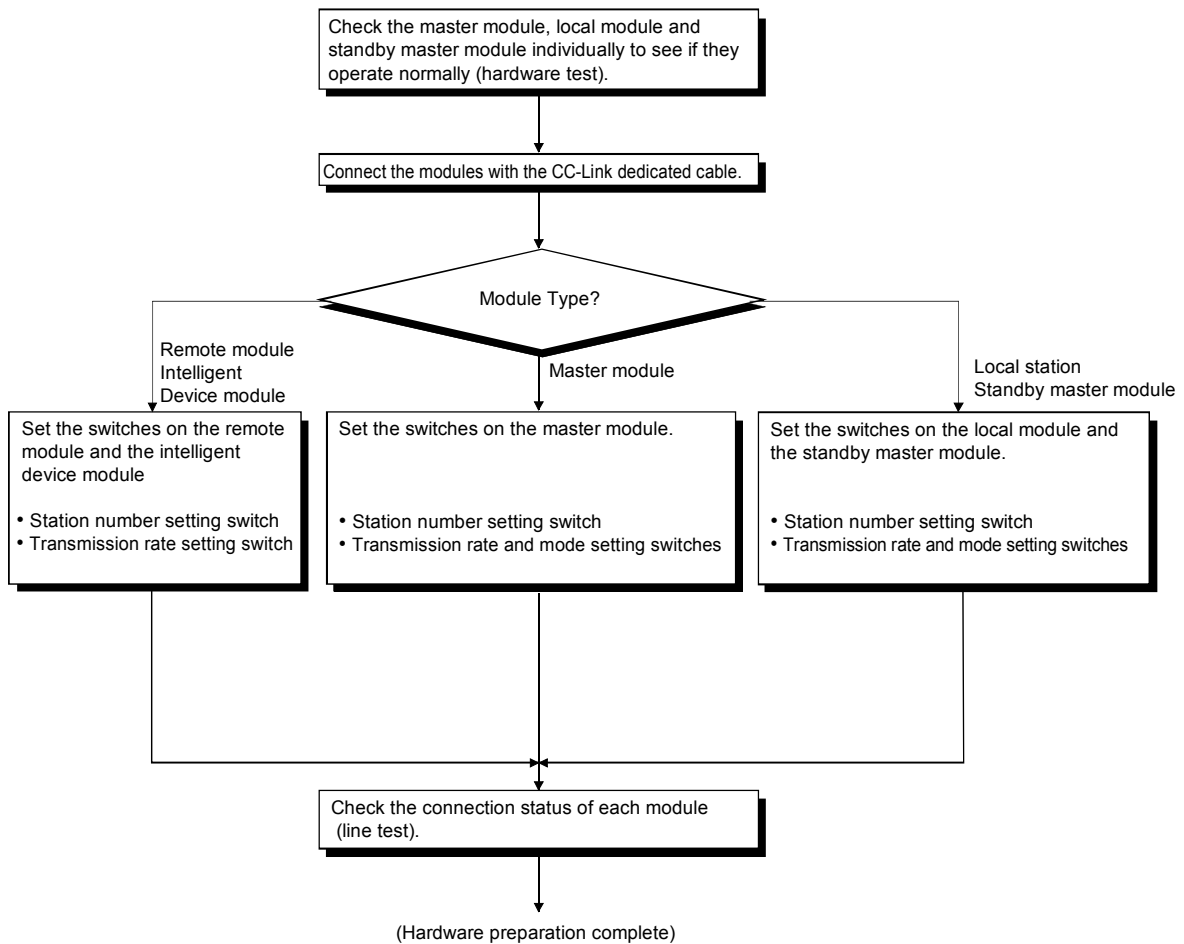 Check the master module, local module and
standby master module individually to see if they
operate normally (hardware test).
Connect the modules with the CC-Link dedicated cable.
Module Type?
Remote module
Intelligent
Device module
Master module
Local station
Standby master module
Set the switches on the remote
module and the intelligent
device module
• Station number setting switch
• Transmission rate setting switch
Set the switches on the master module.
• Station number setting switch
• Transmission rate and mode setting switches
Set the switches on the local module and
the standby master module.
• Station number setting switch
• Transmission rate and mode setting switches
Check the connection status of each module
(line test).
(Hardware preparation complete)